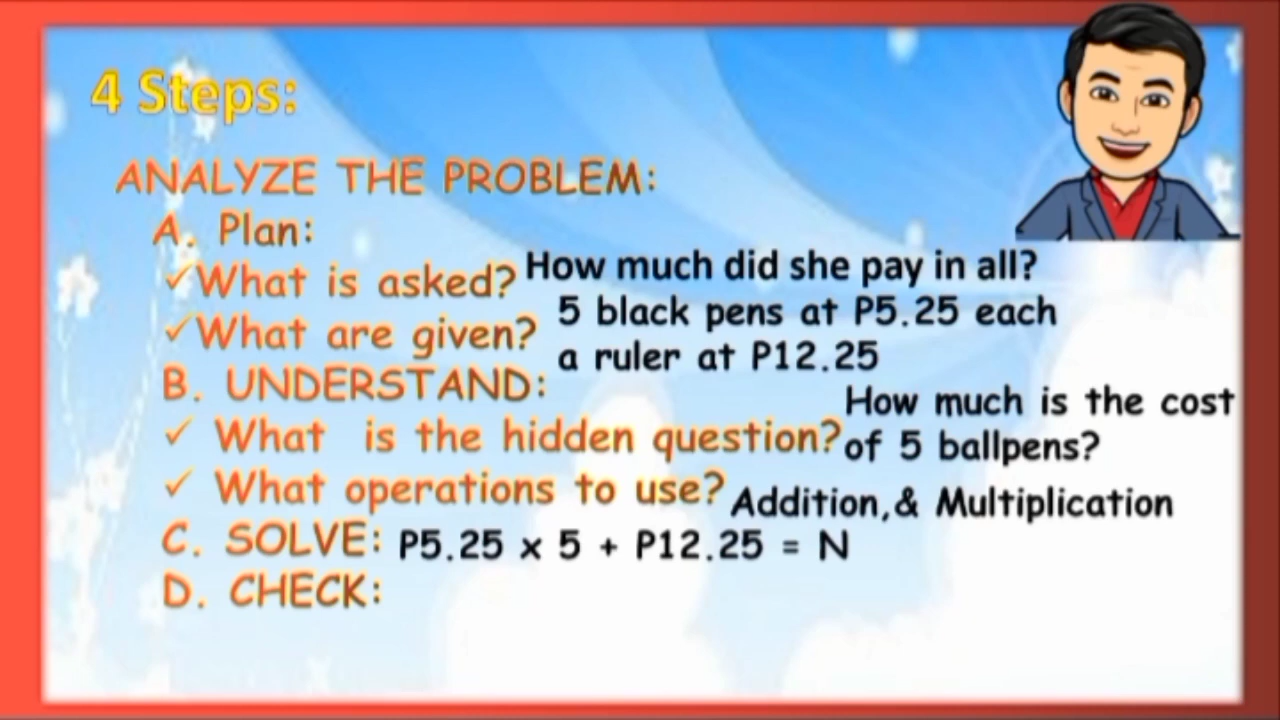 4 Steps:
ANALYZE THE PROBLEM:
A. Plan:
✓What is asked? How much did she pay in all?
✓What are given? 5 black pens at P5.25 each
a ruler at P12.25
B. UNDERSTAND:
✓ What is the hidden question? How much is the cost
of 5 ballpens?
✓ What operations to use? Addition,& Multiplication
C. SOLVE: P5.25 x 5 + P12.25 = N
D. CHECK: